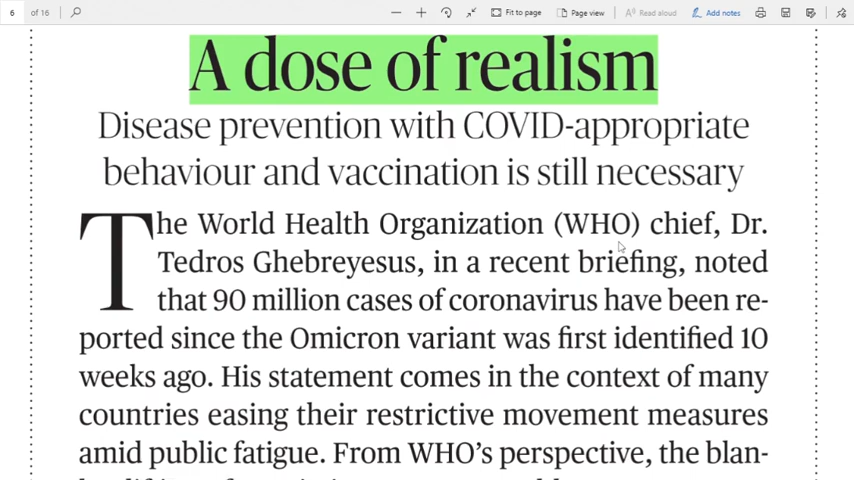 6 of 16 Fit to page Page view Read aloud Add notes
A dose of realism
Disease prevention with COVID-appropriate
behaviour and vaccination is still necessary
The World Health Organization (WHO) chief, Dr.
Tedros Ghebreyesus, in a recent briefing, noted
that 90 million cases of coronavirus have been re-
ported since the Omicron variant was first identified 10
weeks ago. His statement comes in the context of many
countries easing their restrictive movement measures
amid public fatigue. From WHO's perspective, the blan-